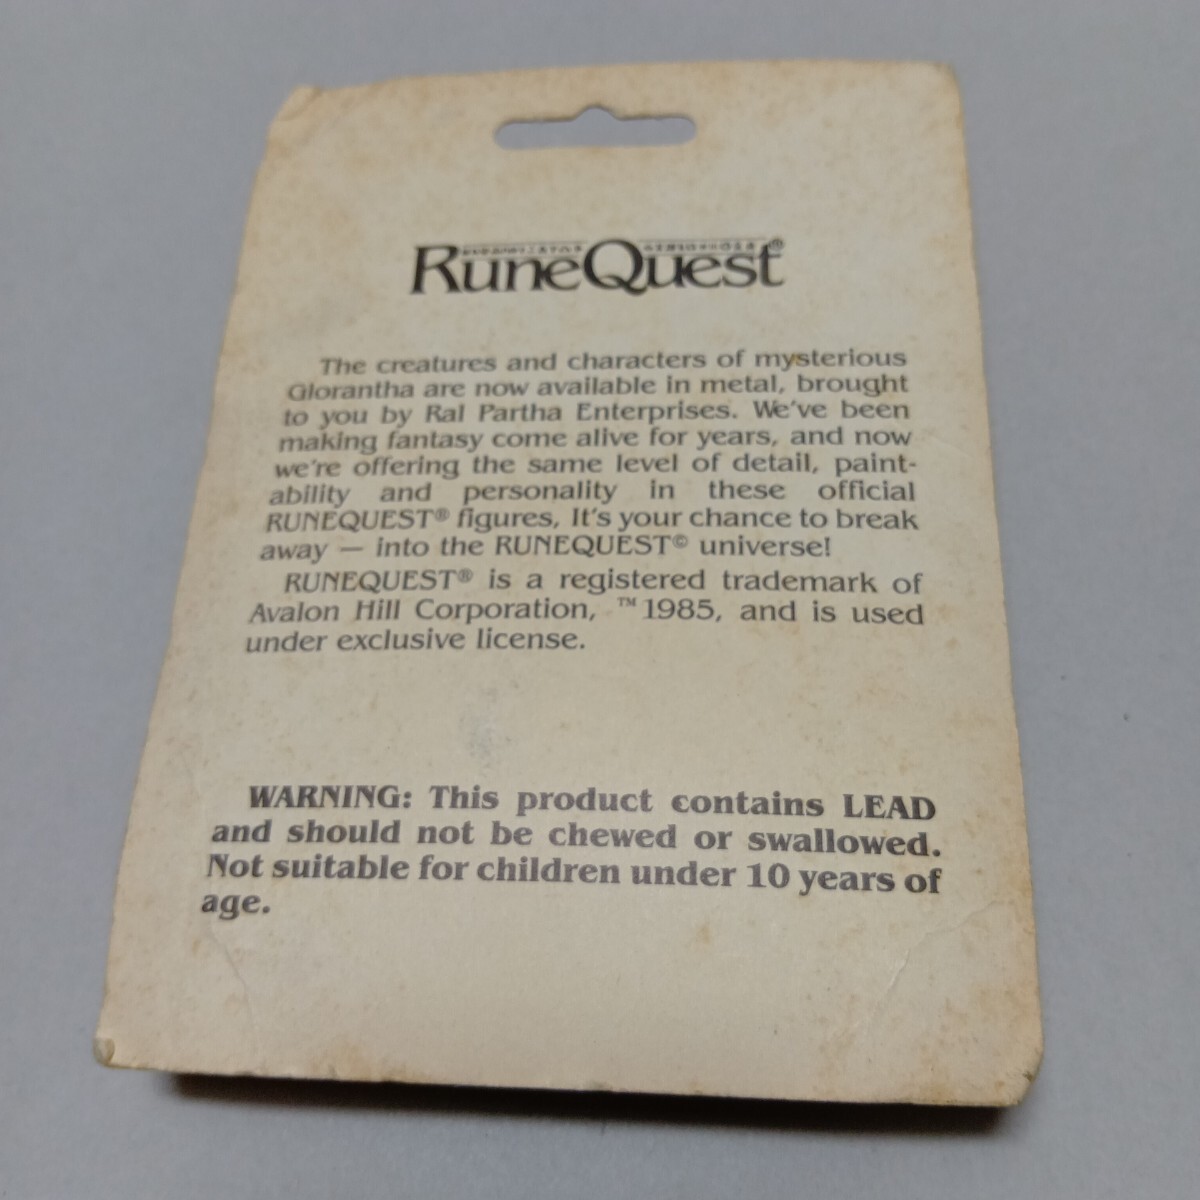 RuneQuest®
The creatures and characters of mysterious
Glorantha are now available in metal, brought
to you by Ral Partha Enterprises. We've been
making fantasy come alive for years, and now
we're offering the same level of detail, paint-
ability and personality in these official
RUNEQUEST® figures, It's your chance to break
away — into the RUNEQUEST© universe!
RUNEQUEST® is a registered trademark of
Avalon Hill Corporation, ™1985, and is used
under exclusive license.
WARNING: This product contains LEAD
and should not be chewed or swallowed.
Not suitable for children under 10 years of
age.